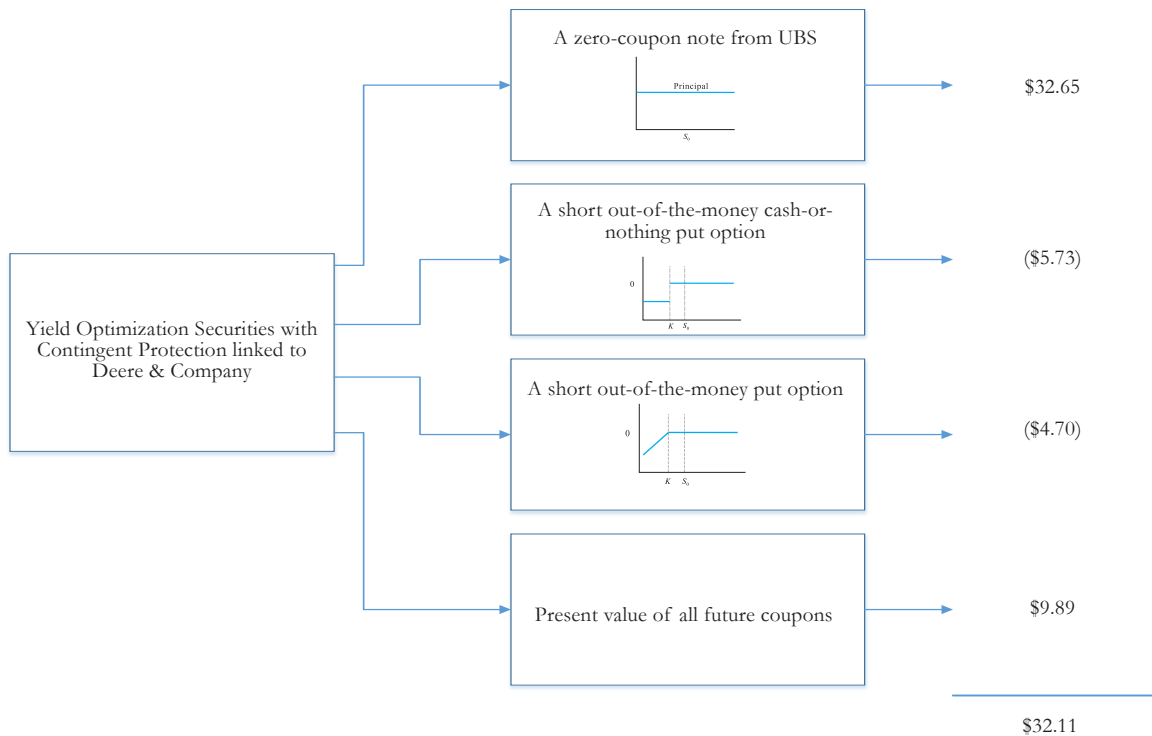 A zero-coupon note from UBS
Principal
S₀
$32.65
A short out-of-the-money cash-or-
nothing put option
0
K S₀
($5.73)
Yield Optimization Securities with
Contingent Protection linked to
Deere & Company
A short out-of-the-money put option
0
K S₀
($4.70)
Present value of all future coupons
$9.89
$32.11